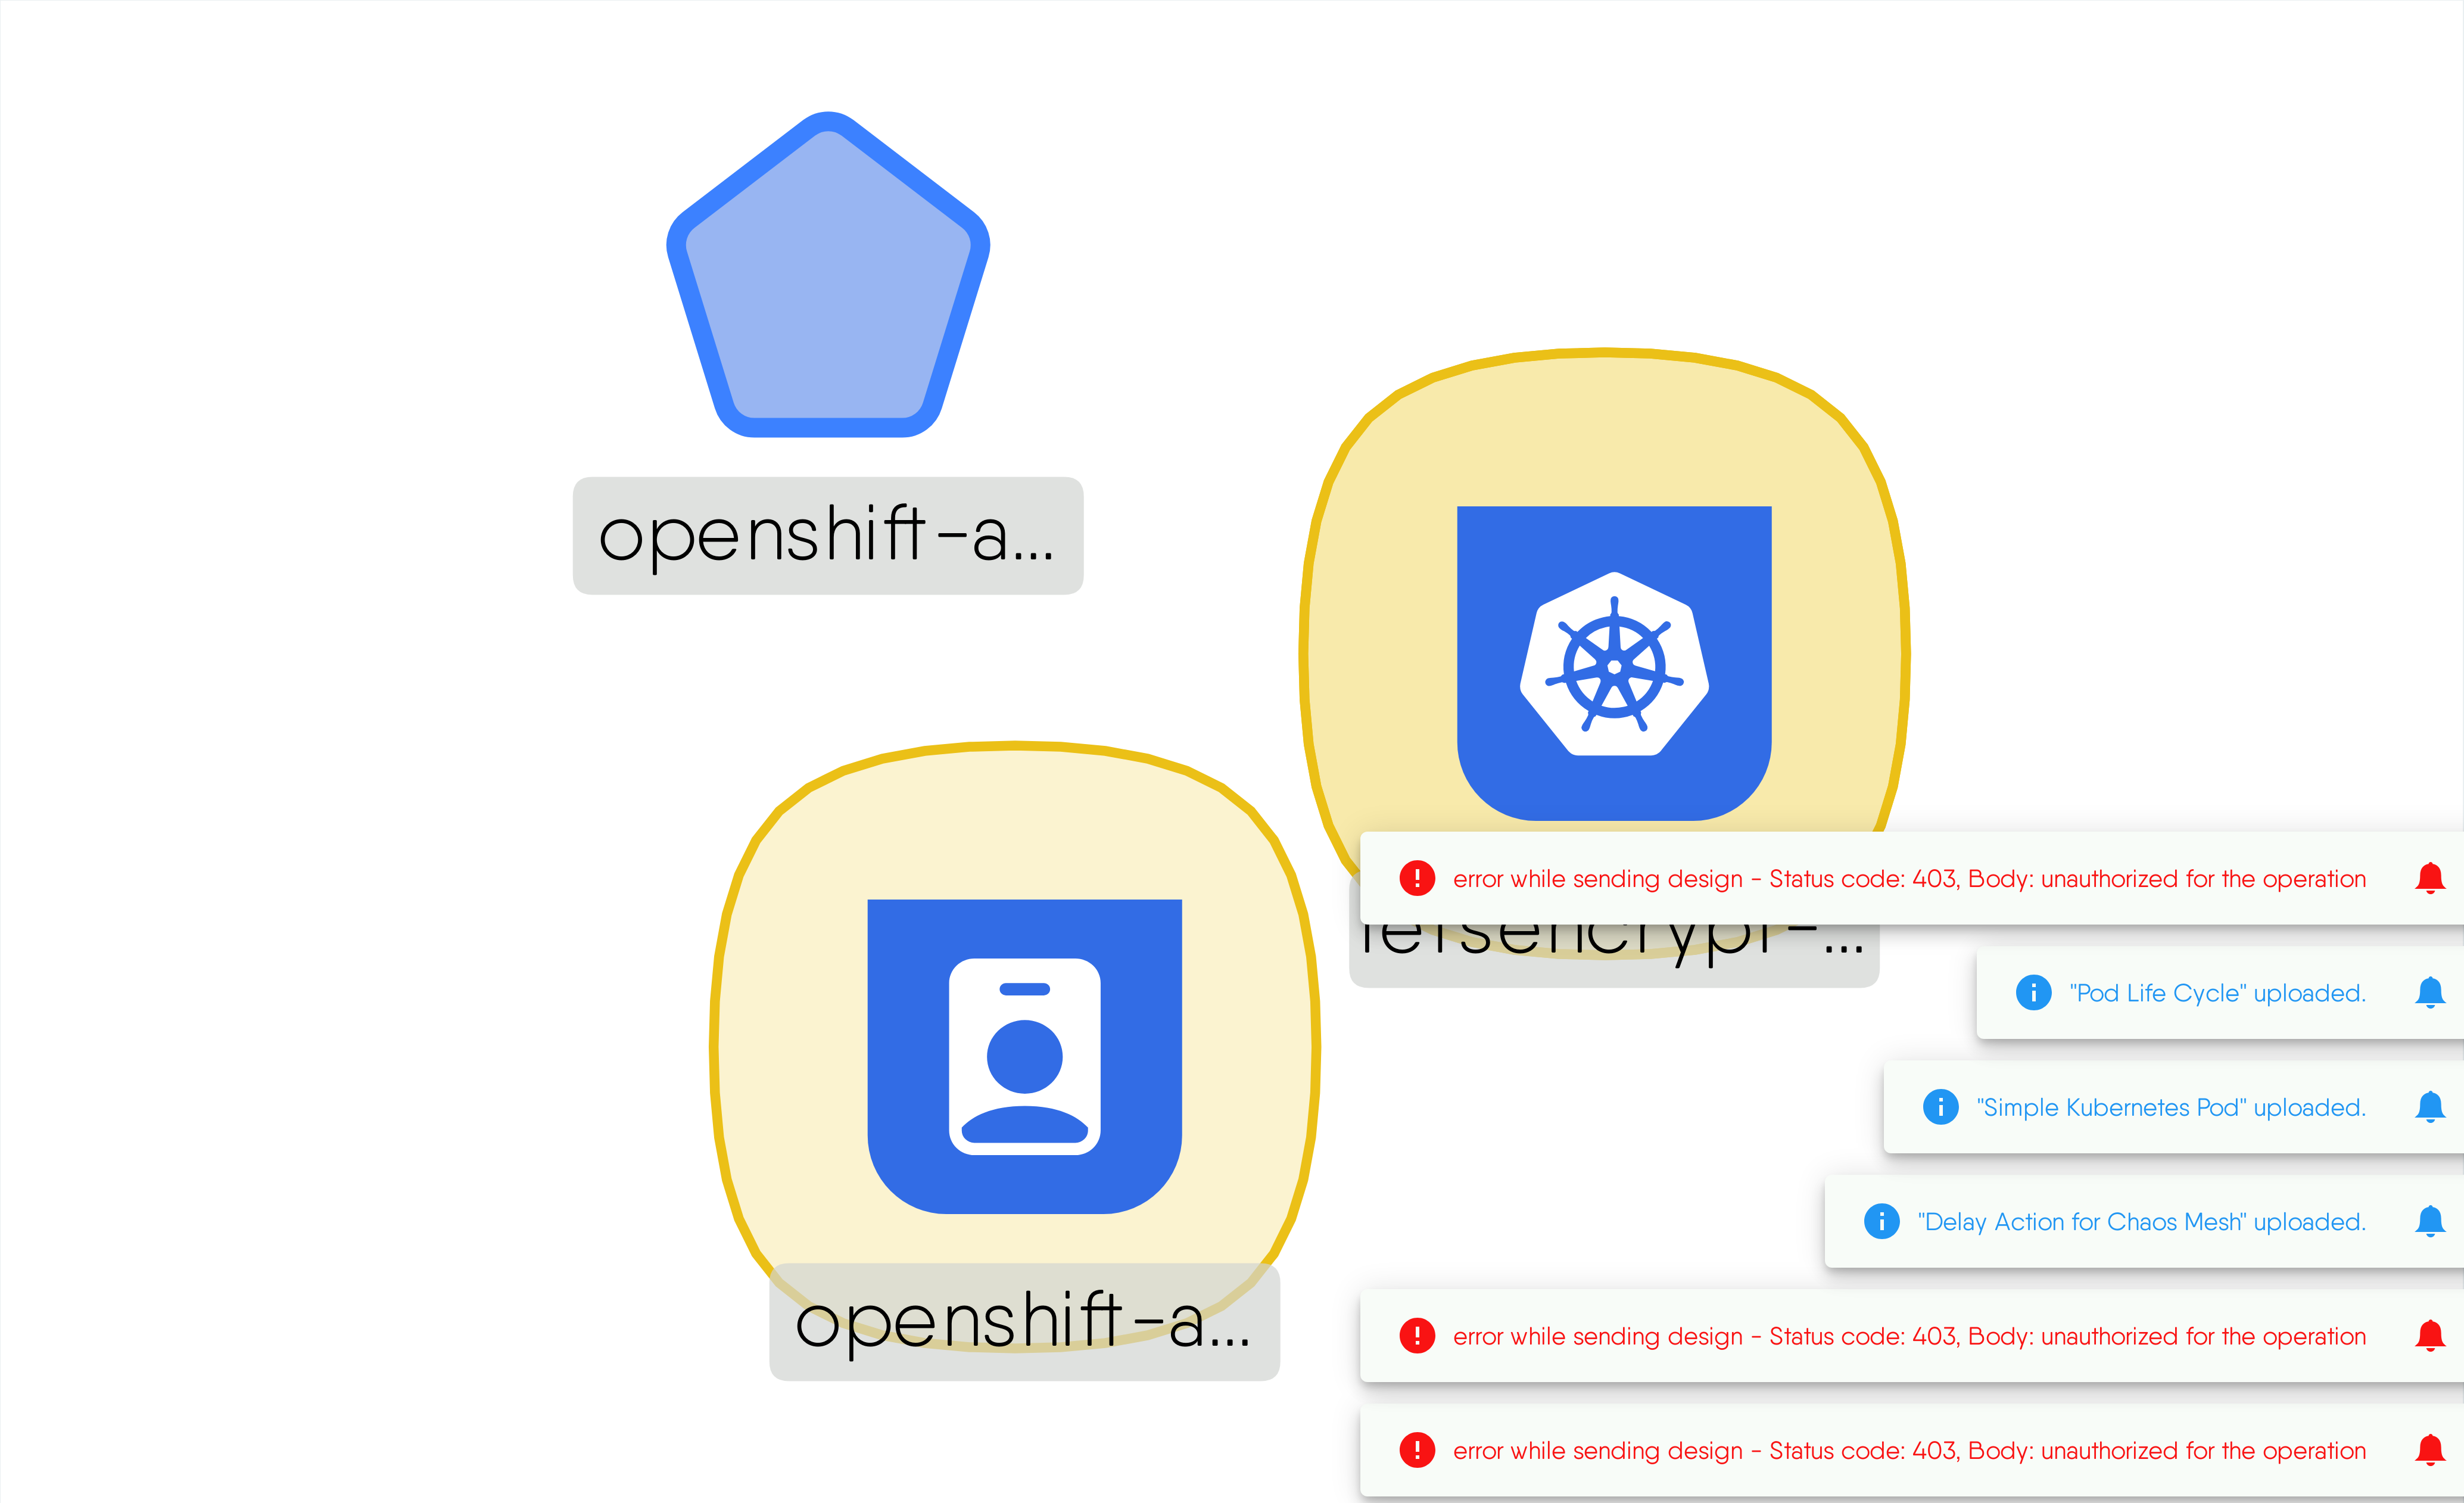 openshift-a...
error while sending design - Status code: 403, Body: unauthorized for the operation
letsencrypt-...
"Pod Life Cycle" uploaded.
"Simple Kubernetes Pod" uploaded.
"Delay Action for Chaos Mesh" uploaded.
openshift-a...
error while sending design - Status code: 403, Body: unauthorized for the operation
error while sending design - Status code: 403, Body: unauthorized for the operation